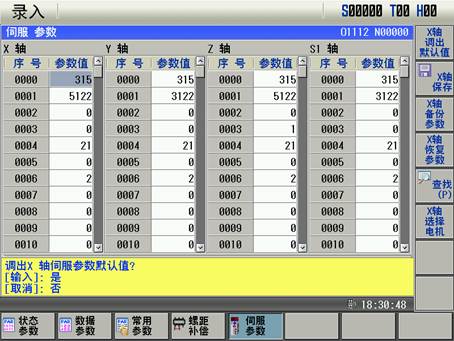 录入 S00000 T00 H00
伺服 参数 O1112 N00000
X 轴 Y 轴 Z 轴 S1 轴
序 号 参数值 序 号 参数值 序 号 参数值 序 号 参数值
0000 315 0000 315 0000 315 0000 315
0001 5122 0001 3122 0001 5122 0001 3122
0002 0 0002 0 0002 0 0002 0
0003 0 0003 0 0003 1 0003 0
0004 21 0004 21 0004 21 0004 21
0005 0 0005 0 0005 0 0005 0
0006 2 0006 2 0006 2 0006 2
0007 0 0007 0 0007 0 0007 0
0008 0 0008 0 0008 0 0008 0
0009 0 0009 0 0009 0 0009 0
0010 0 0010 0 0010 0 0010 0
调出X 轴伺服参数默认值?
[输入]: 是
[取消]: 否
18:30:48
X轴
调出
默认值
X轴
保存
X轴
备份
参数
X轴
恢复
参数
查找
(P)
X轴
选择
电机
状态
参数
数据
参数
常用
参数
螺距
补偿
伺服
参数